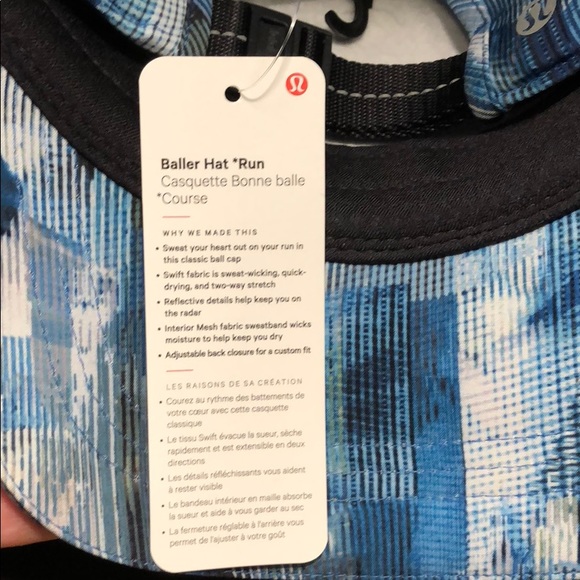 Baller Hat *Run
Casquette Bonne balle
*Course
WHY WE MADE THIS
• Sweat your heart out on your run in
this classic ball cap
• Swift fabric is sweat-wicking, quick-
drying, and two-way stretch
• Reflective details help keep you on
the radar
• Interior Mesh fabric sweatband wicks
moisture to help keep you dry
• Adjustable back closure for a custom fit
LES RAISONS DE SA CRÉATION
• Courez au rythme des battements de
votre cœur avec cette casquette
classique
• Le tissu Swift évacue la sueur, sèche
rapidement et est extensible en deux
directions
• Les détails réfléchissants vous aident
à rester visible
• Le bandeau intérieur en maille absorbe
la sueur et aide à vous garder au sec
• La fermeture réglable à l'arrière vous
permet de l'ajuster à votre goût